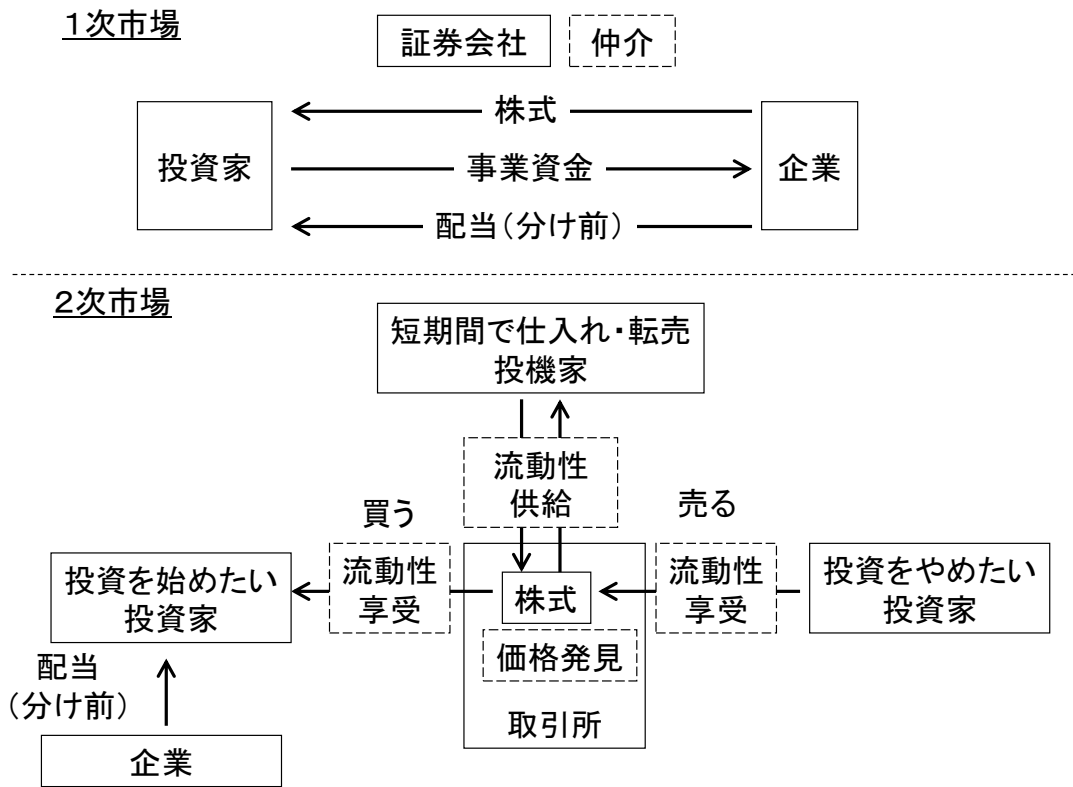 1次市場
証券会社
仲介
株式
投資家
事業資金
企業
配当(分け前)
2次市場
短期間で仕入れ・転売
投機家
流動性
供給
買う
売る
投資を始めたい
投資家
流動性
享受
株式
流動性
享受
投資をやめたい
投資家
価格発見
配当
(分け前)
取引所
企業